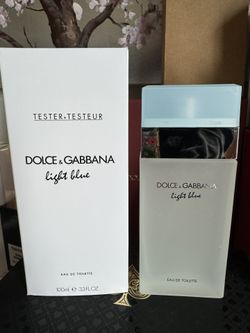 TESTER-TESTEUR
DOLCE & GABBANA
light blue
EAU DE TOILETTE
100ml e 3.3 FL.OZ.
DOLCE & GABBANA
light blue
EAU DE TOILETTE